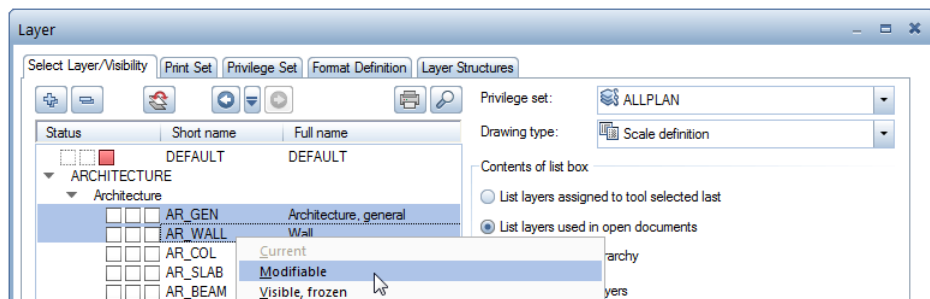 Layer
Select Layer/Visibility Print Set Privilege Set Format Definition Layer Structures
Privilege set: ALLPLAN
Status Short name Full name
Drawing type: Scale definition
DEFAULT DEFAULT
ARCHITECTURE
Contents of list box
Architecture
List layers assigned to tool selected last
AR_GEN Architecture, general
List layers used in open documents
AR_WALL Wall
AR_COL Current
AR_SLAB Modifiable
AR_BEAM Visible, frozen